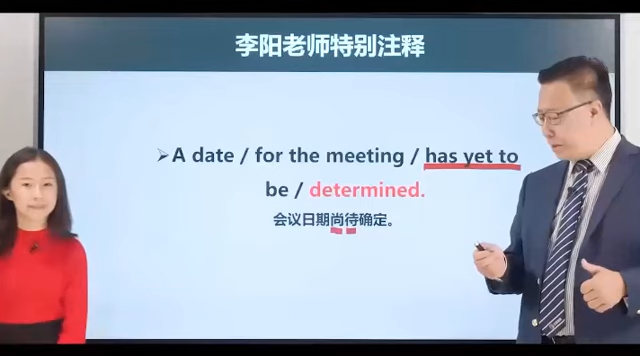 李阳老师特别注释
➢A date / for the meeting / has yet to
be / determined.
会议日期尚待确定。